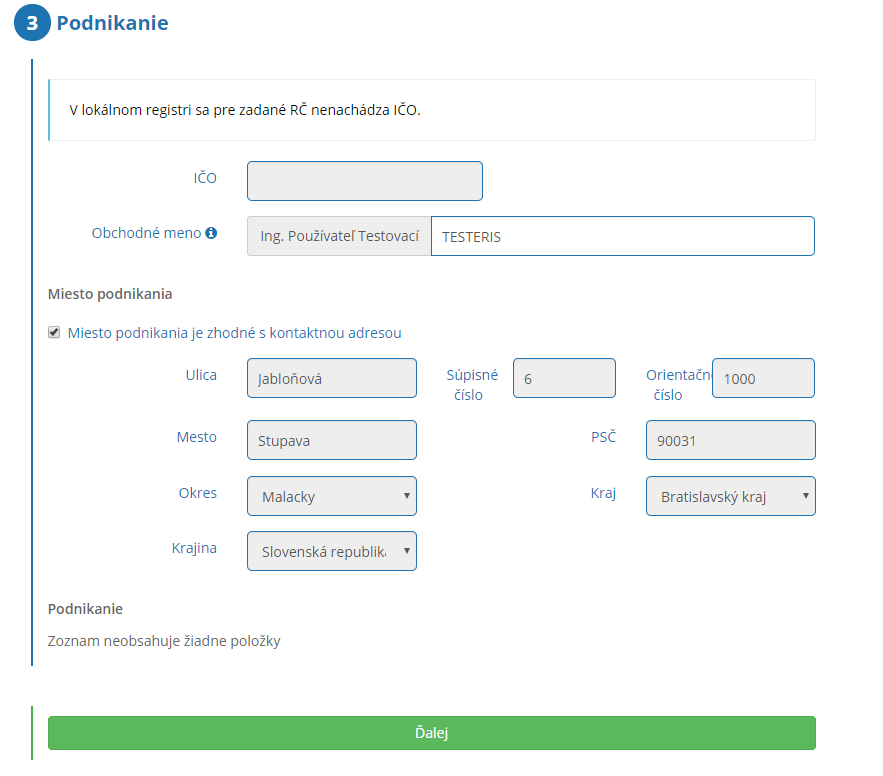 3 Podnikanie
V lokálnom registri sa pre zadané RČ nenachádza IČO.
IČO
Obchodné meno Ing. Používateľ Testovací TESTERIS
Miesto podnikania
Miesto podnikania je zhodné s kontaktnou adresou
Ulica Jabloňová Súpisné číslo 6 Orientačn číslo 1000
Mesto Stupava PSČ 90031
Okres Malacky Kraj Bratislavský kraj
Krajina Slovenská republik
Podnikanie
Zoznam neobsahuje žiadne položky
Ďalej